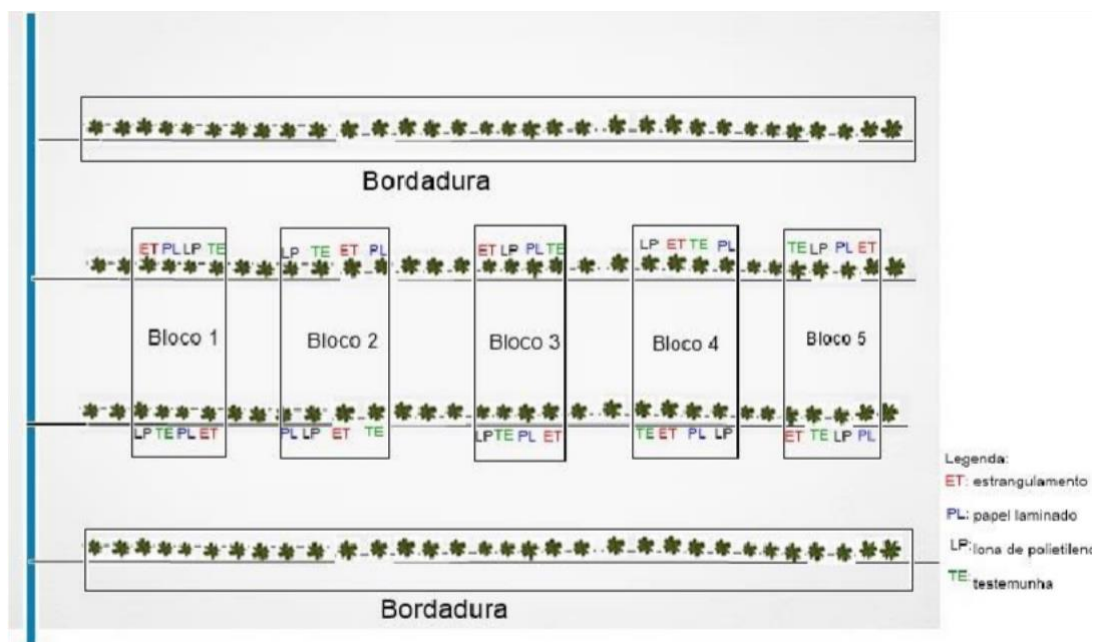 Bordadura
ET PL LP TE
LP TE ET PL
ET LP PL TE
LP ET TE PL
TE LP PL ET
Bloco 1
Bloco 2
Bloco 3
Bloco 4
Bloco 5
LP TE PL ET
PL LP ET TE
LP TE PL ET
TE ET PL LP
ET TE LP PL
Legenda:
ET: estrangulamento
PL: papel laminado
LP: lona de polietileno
TE: testemunha
Bordadura